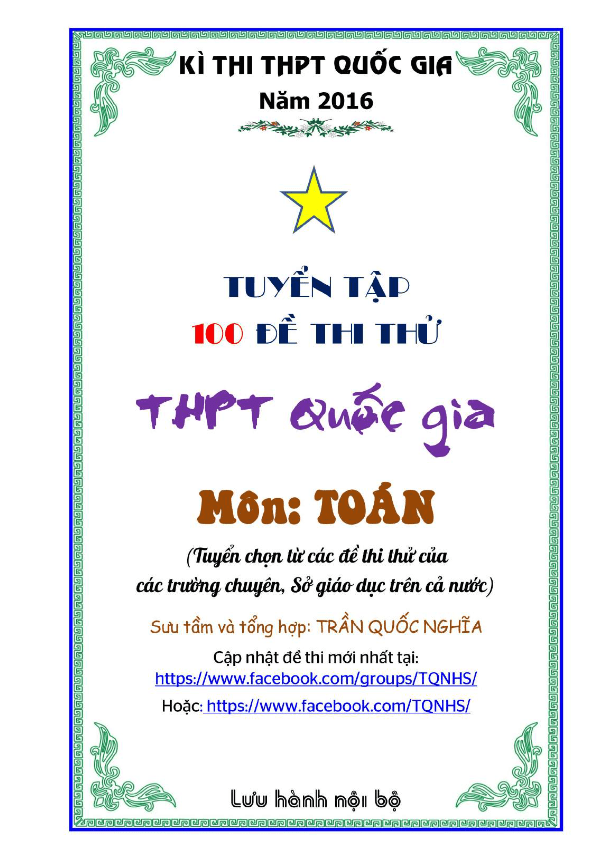 KÌ THI THPT QUỐC GIA
Năm 2016
TUYỂN TẬP
100 ĐỀ THI THỬ
THPT Quốc gia
Môn: TOÁN
(Tuyển chọn từ các đề thi thử của
các trường chuyên, Sở giáo dục trên cả nước)
Sưu tầm và tổng hợp: TRẦN QUỐC NGHĨA
Cập nhật đề thi mới nhất tại:
https://www.facebook.com/groups/TQNHS/
Hoặc: https://www.facebook.com/TQNHS/
Lưu hành nội bộ